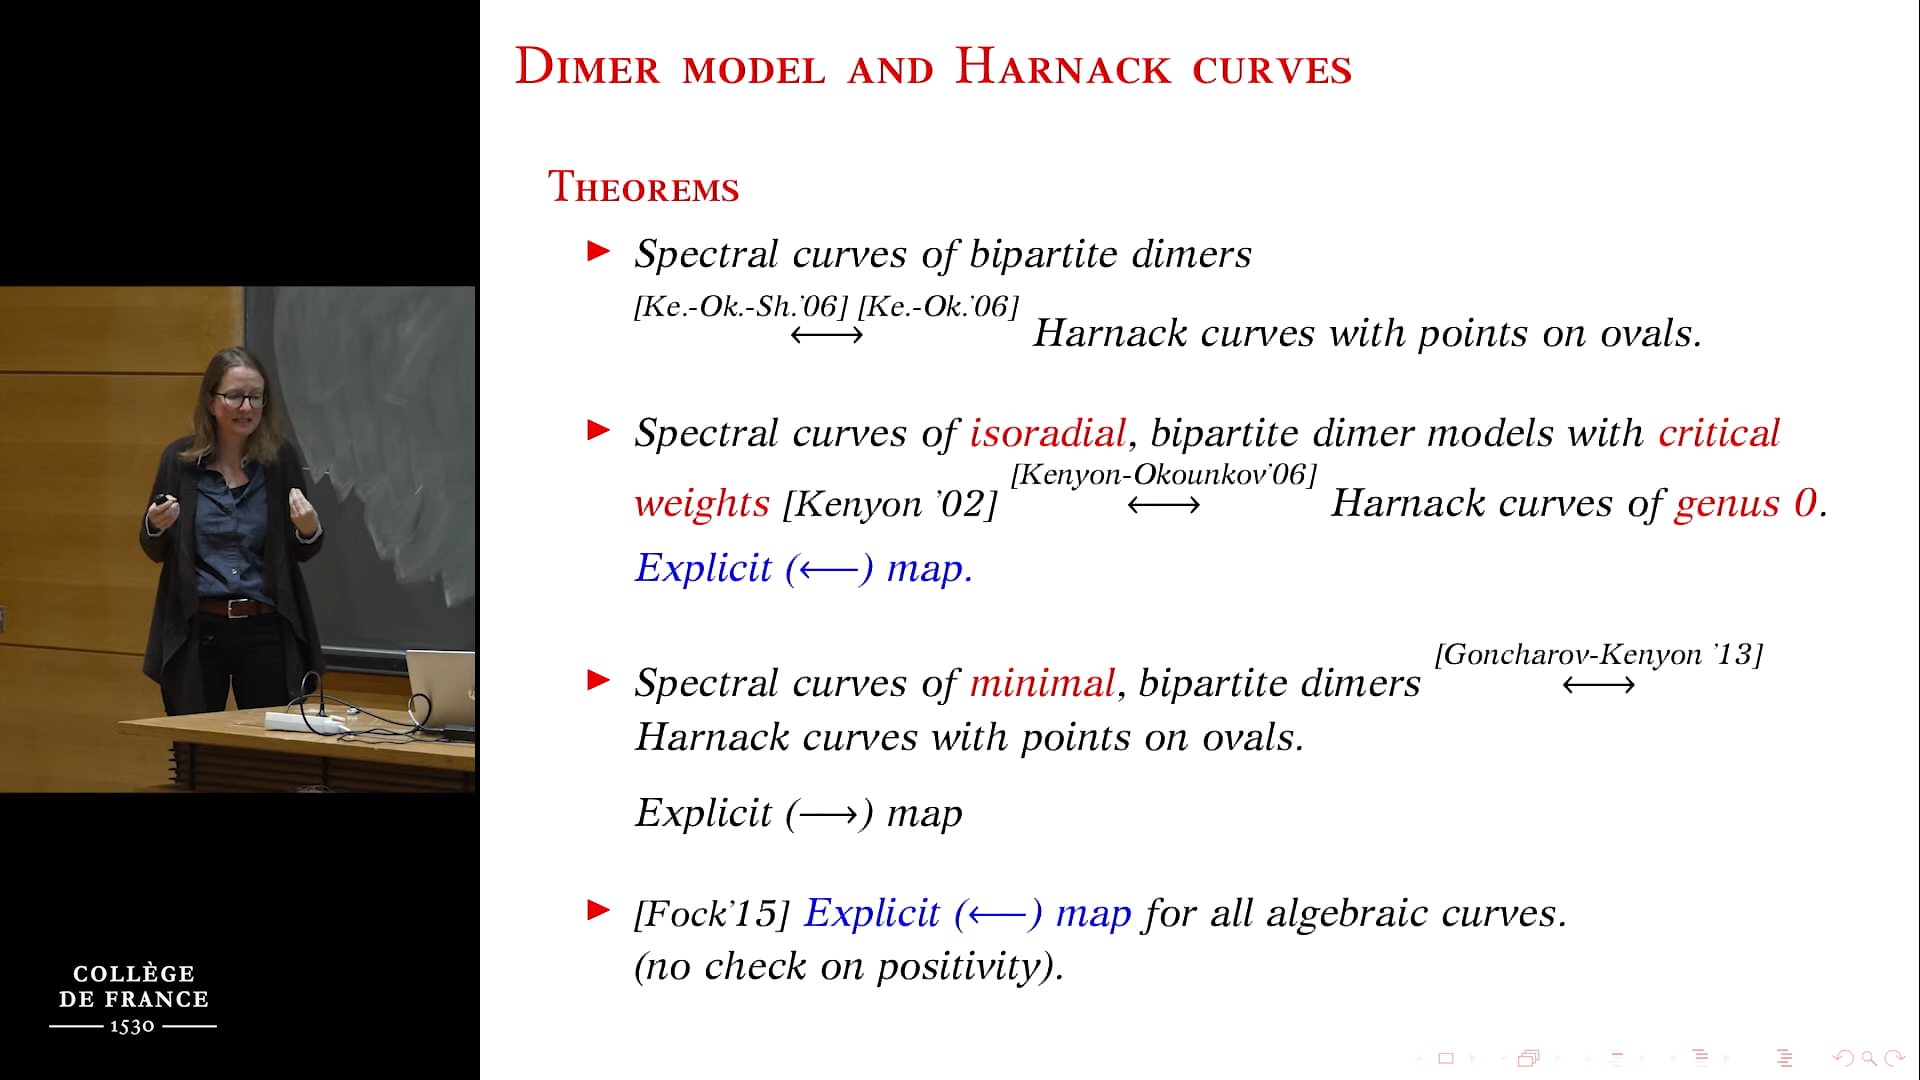 DIMER MODEL AND HARNACK CURVES
THEOREMS
▶ Spectral curves of bipartite dimers
[Ke.-Ok.-Sh.'06] [Ke.-Ok.'06]
⟷ Harnack curves with points on ovals.
▶ Spectral curves of isoradial, bipartite dimer models with critical
[Kenyon-Okounkov'06]
weights [Kenyon '02] ⟷ Harnack curves of genus 0.
Explicit (⟵) map.
[Goncharov-Kenyon '13]
▶ Spectral curves of minimal, bipartite dimers ⟷
Harnack curves with points on ovals.
Explicit (⟶) map
▶ [Fock'15] Explicit (⟵) map for all algebraic curves.
(no check on positivity).
COLLÈGE
DE FRANCE
1530